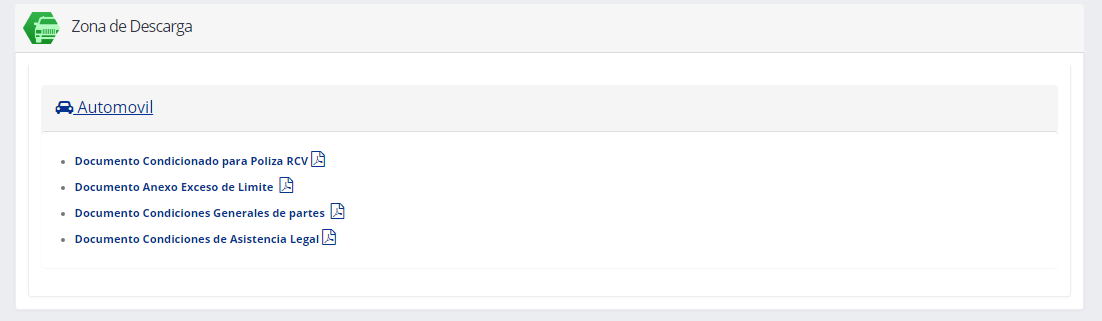 Zona de Descarga
Automovil
Documento Condicionado para Poliza RCV
Documento Anexo Exceso de Limite
Documento Condiciones Generales de partes
Documento Condiciones de Asistencia Legal